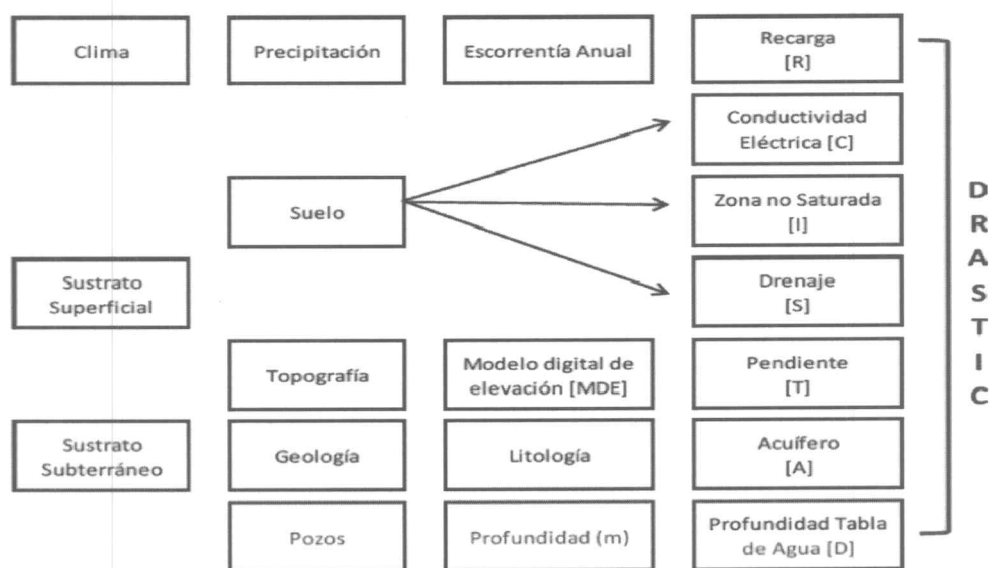 Clima
Precipitación
Escorrentía Anual
Recarga
[R]
Conductividad
Eléctrica [C]
Suelo
Zona no Saturada
[I]
Sustrato
Superficial
Drenaje
[S]
Topografía
Modelo digital de
elevación [MDE]
Pendiente
[T]
Sustrato
Subterráneo
Geología
Litología
Acuífero
[A]
Pozos
Profundidad (m)
Profundidad Tabla
de Agua [D]
D
R
A
S
T
I
C